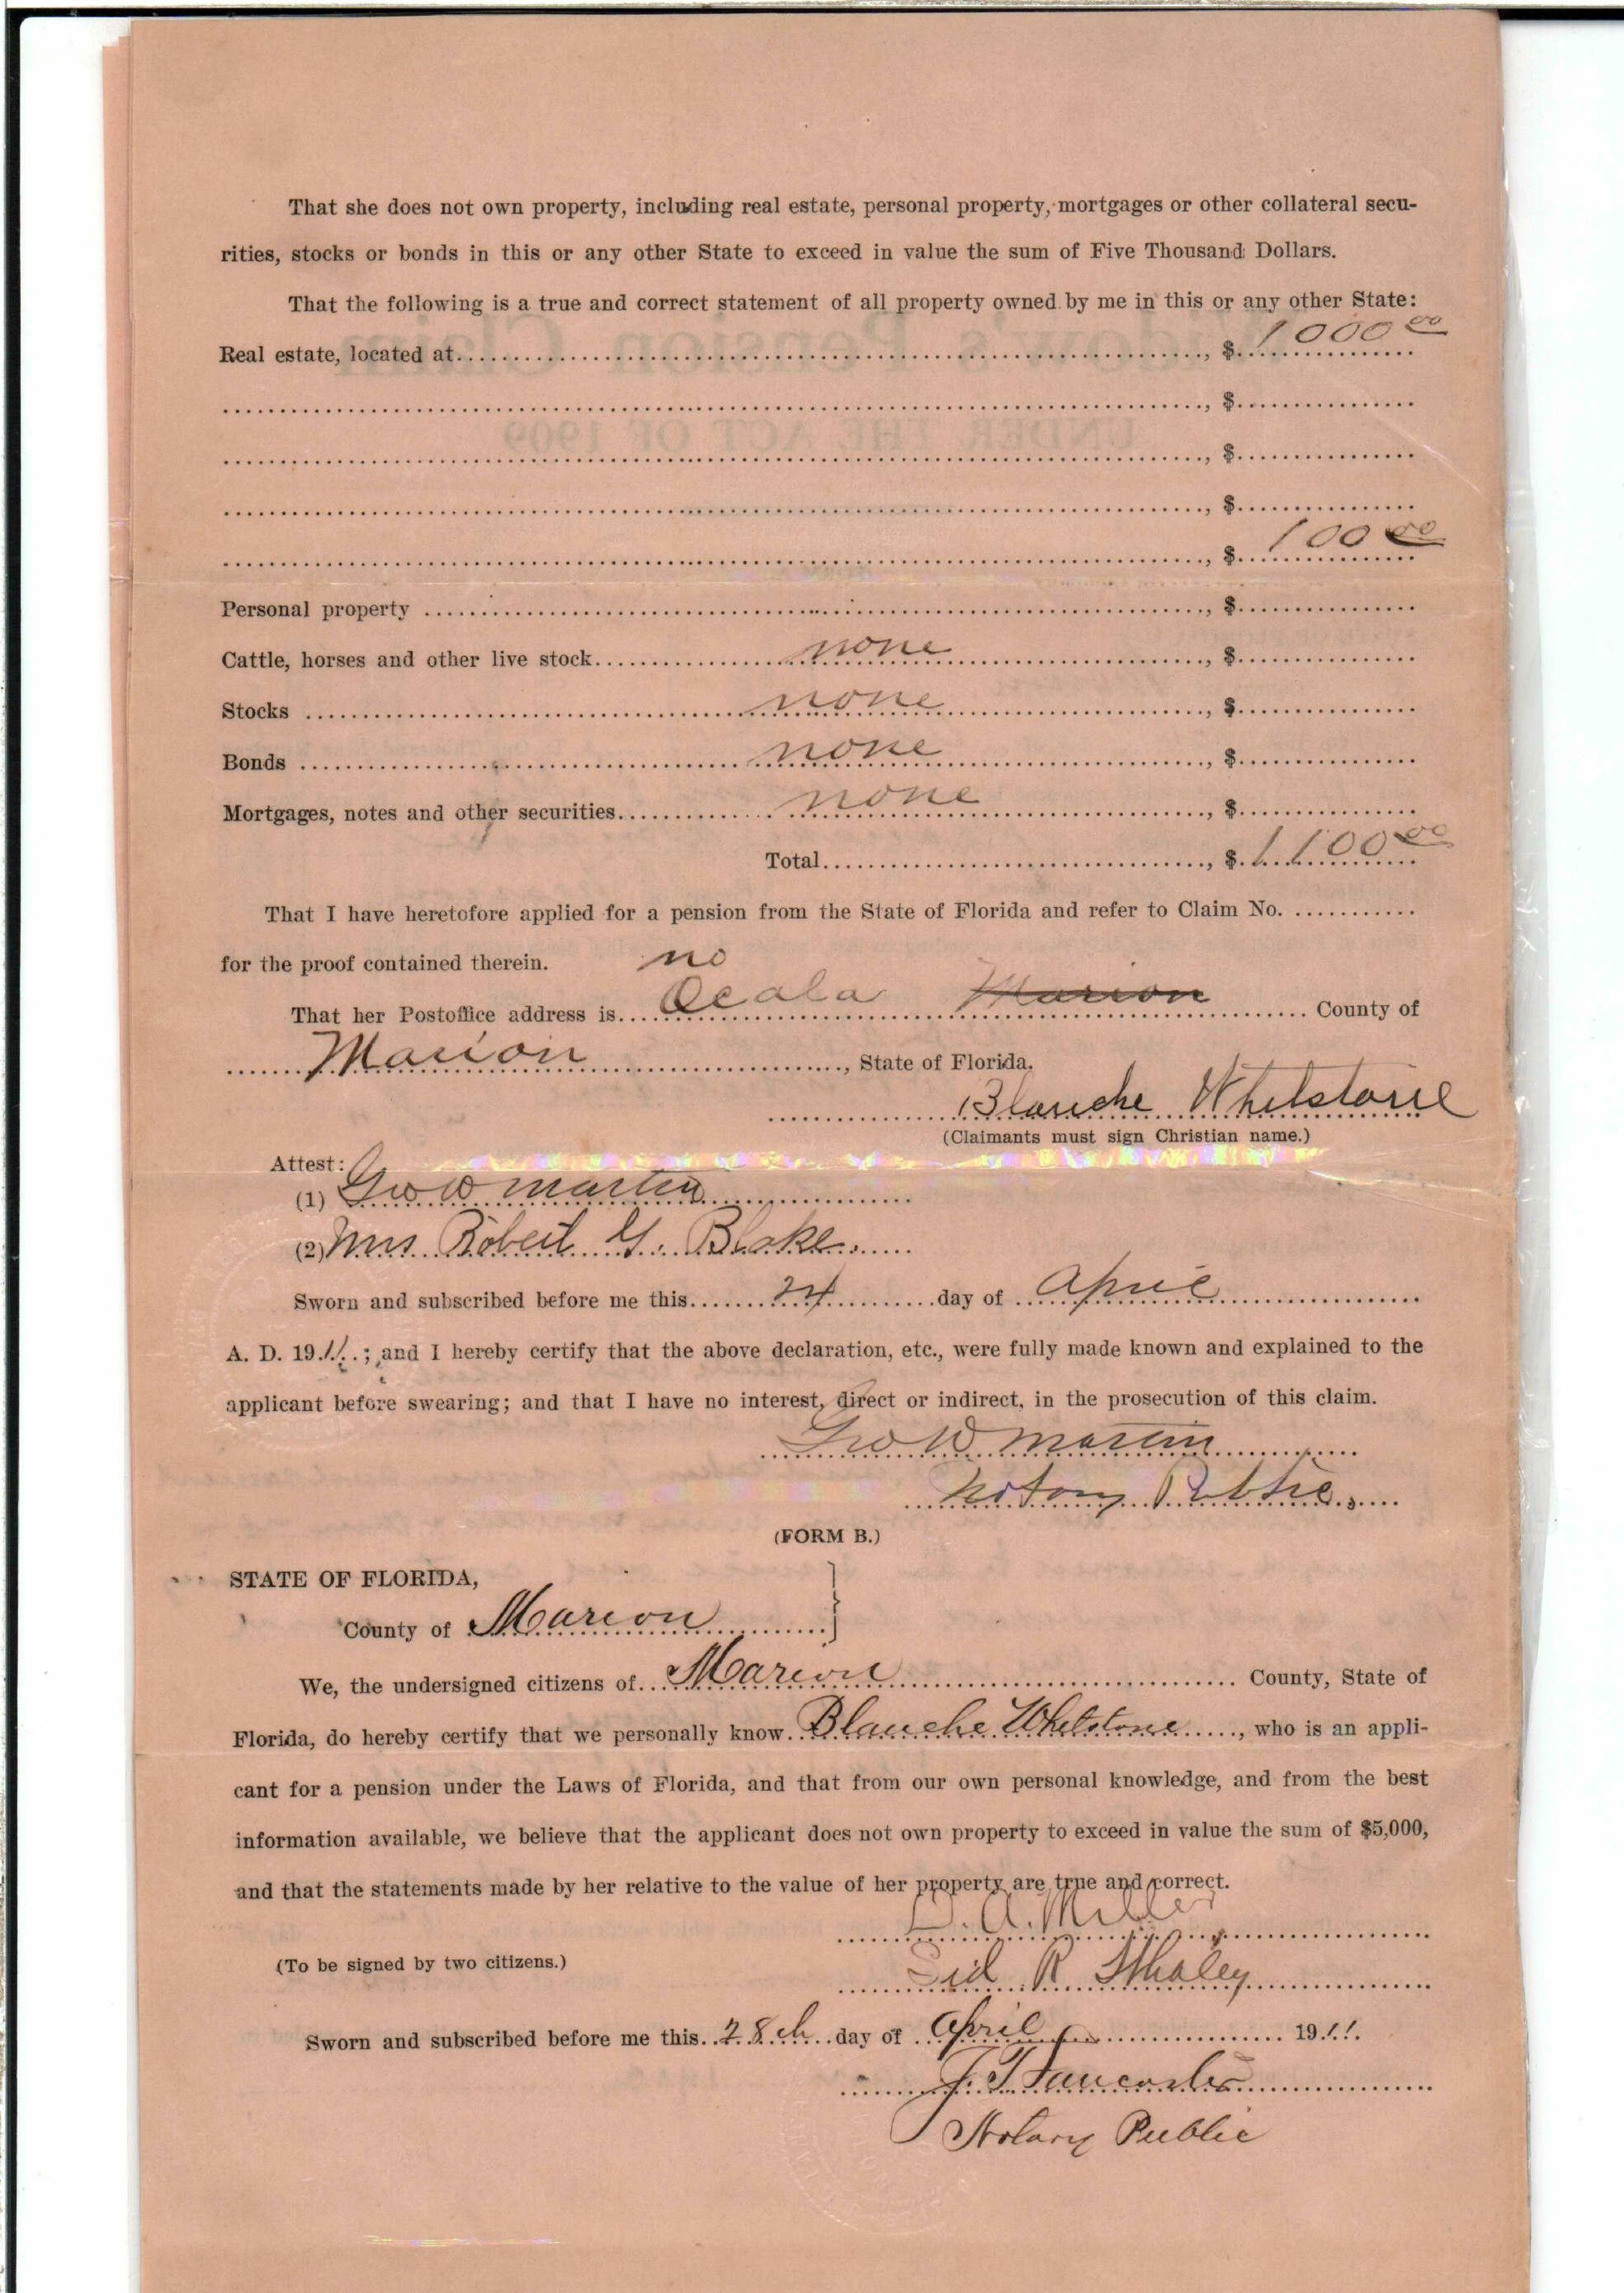 That she does not own property, including real estate, personal property, mortgages or other collateral secu-
rities, stocks or bonds in this or any other State to exceed in value the sum of Five Thousand Dollars.
That the following is a true and correct statement of all property owned by me in this or any other State:
Real estate, located at.........., $ 1000 00
.........., $..........
.........., $..........
.........., $..........
.........., $ 100 00
Personal property .........., $..........
Cattle, horses and other live stock.......... none .........., $..........
Stocks .......... none .........., $..........
Bonds .......... none .........., $..........
Mortgages, notes and other securities.......... none .........., $..........
Total.........., $ 1100 00
That I have heretofore applied for a pension from the State of Florida and refer to Claim No. ..........
for the proof contained therein. no
That her Postoffice address is.... Ocala Marion .......... County of
Marion .........., State of Florida.
Blanche Whetstone
(Claimants must sign Christian name.)
Attest:
(1) Geo W Martin
(2) Mrs Robert G. Blake
Sworn and subscribed before me this.... 24 ....day of April
A. D. 1911; and I hereby certify that the above declaration, etc., were fully made known and explained to the
applicant before swearing; and that I have no interest, direct or indirect, in the prosecution of this claim.
Geo W Martin
Notary Public
(FORM B.)
STATE OF FLORIDA,
County of Marion }
We, the undersigned citizens of.. Marion .......... County, State of
Florida, do hereby certify that we personally know.. Blanche Whetstone ...., who is an appli-
cant for a pension under the Laws of Florida, and that from our own personal knowledge, and from the best
information available, we believe that the applicant does not own property to exceed in value the sum of $5,000,
and that the statements made by her relative to the value of her property are true and correct.
D. A. Miller
(To be signed by two citizens.)
Sid R Whaley
Sworn and subscribed before me this.. 28th ..day of April .......... 1911.
J. T. Lancaster
Notary Public